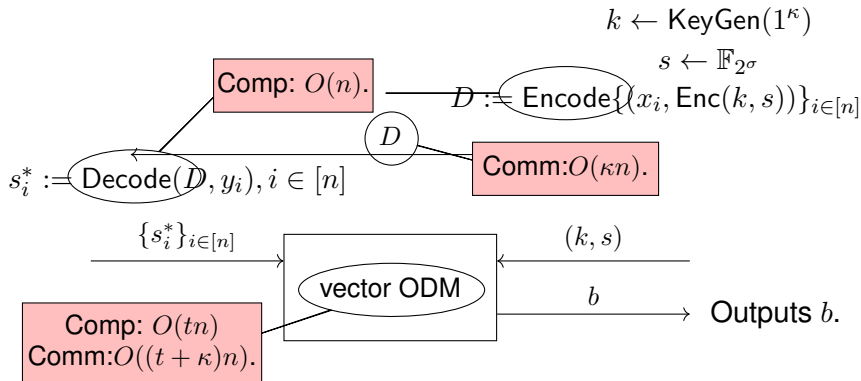 k ← KeyGen(1^κ)
s ← 𝔽_{2^σ}
Comp: O(n).
D := Encode{(x_i, Enc(k, s))}_{i∈[n]}
D
Comm:O(κn).
s_i^* := Decode(D, y_i), i ∈ [n]
{s_i^*}_{i∈[n]}
(k, s)
vector ODM
b
Outputs b.
Comp: O(tn)
Comm:O((t + κ)n).